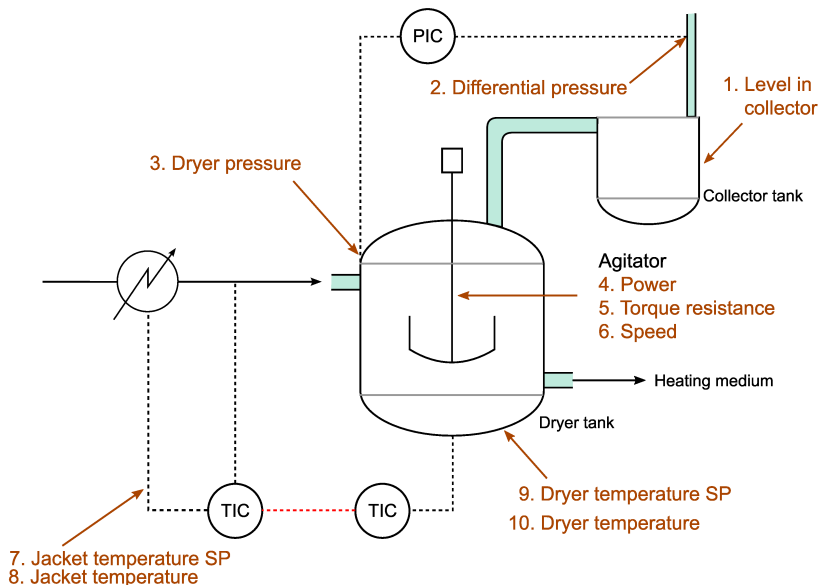 PIC
2. Differential pressure
1. Level in
collector
3. Dryer pressure
Collector tank
Agitator
4. Power
5. Torque resistance
6. Speed
Heating medium
Dryer tank
TIC
TIC
9. Dryer temperature SP
10. Dryer temperature
7. Jacket temperature SP
8. Jacket temperature